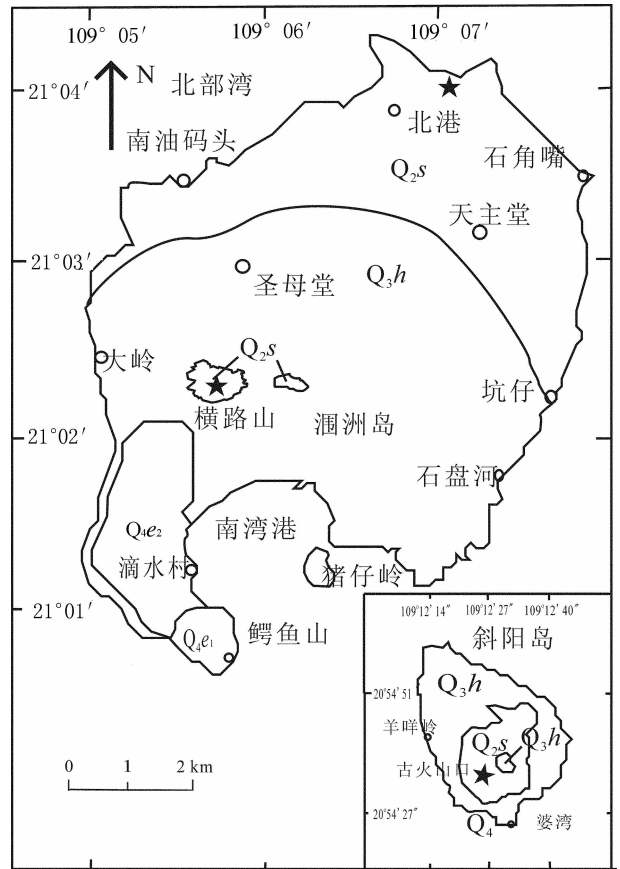 109° 05′ 109° 06′ 109° 07′
N
北部湾
21°04′
北港
南油码头
石角嘴
Q₂s
天主堂
21°03′
圣母堂
Q₃h
Q₂s
大岭
坑仔
横路山
涠洲岛
21°02′
石盘河
Q₄e₂
南湾港
滴水村
猪仔岭
21°01′
Q₄e₁
鳄鱼山
109°12′14″ 109°12′27″ 109°12′40″
斜阳岛
20°54′51
Q₃h
羊咩岭
Q₂s
Q₃h
古火山口
20°54′27″
Q₄
婆湾
0 1 2 km